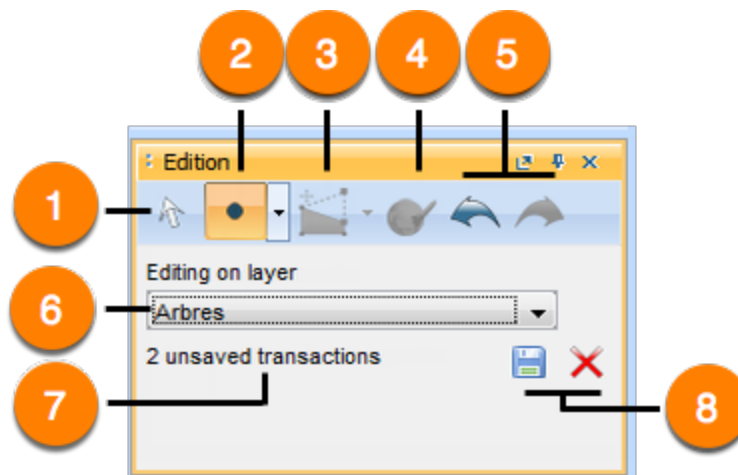 2 3 4 5
Edition
1
Editing on layer
6
Arbres
2 unsaved transactions
7
8